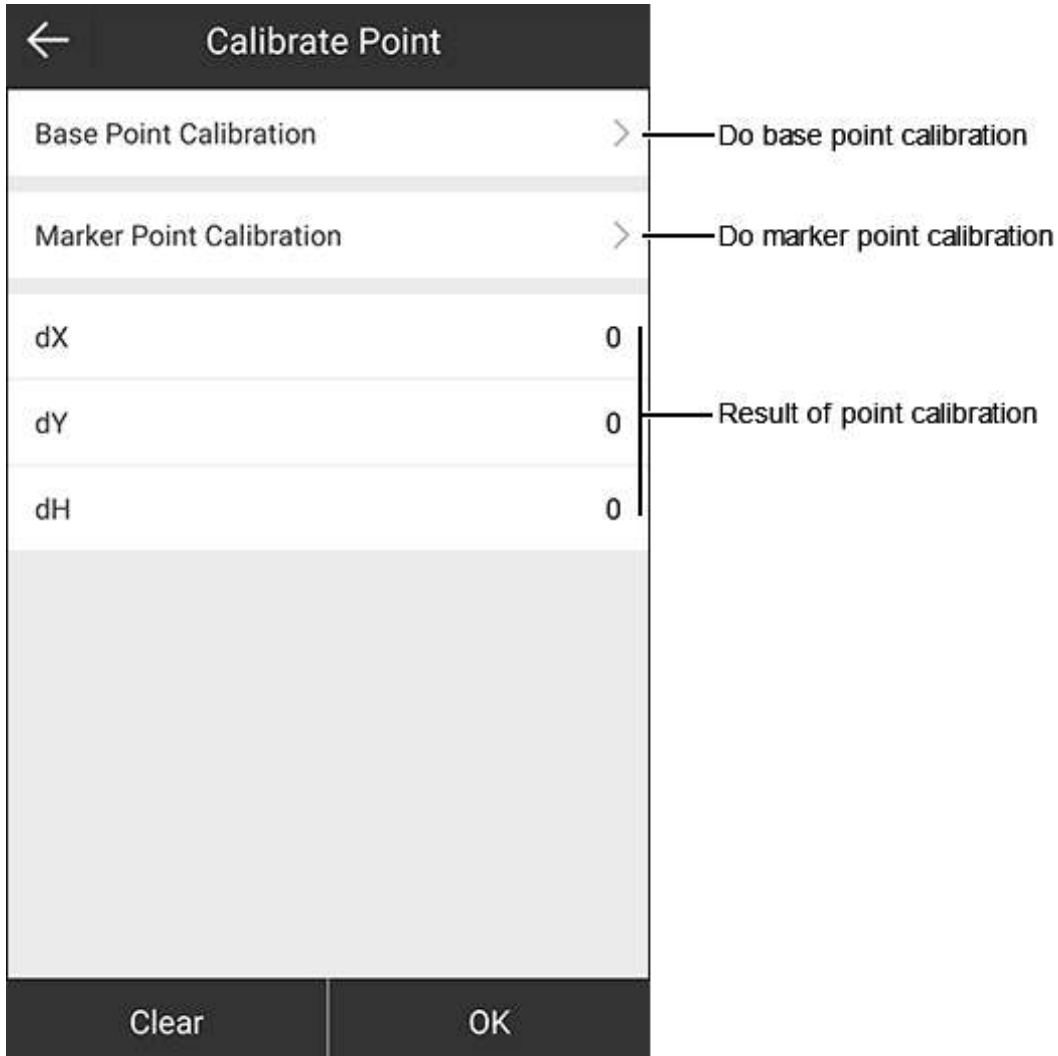 Calibrate Point
Base Point Calibration
Do base point calibration
Marker Point Calibration
Do marker point calibration
dX 0
dY 0
Result of point calibration
dH 0
Clear OK